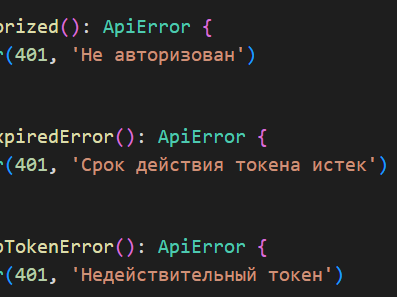 orized(): ApiError {
r(401, 'Не авторизован')
xpiredError(): ApiError {
r(401, 'Срок действия токена истек')
oTokenError(): ApiError {
r(401, 'Недействительный токен')